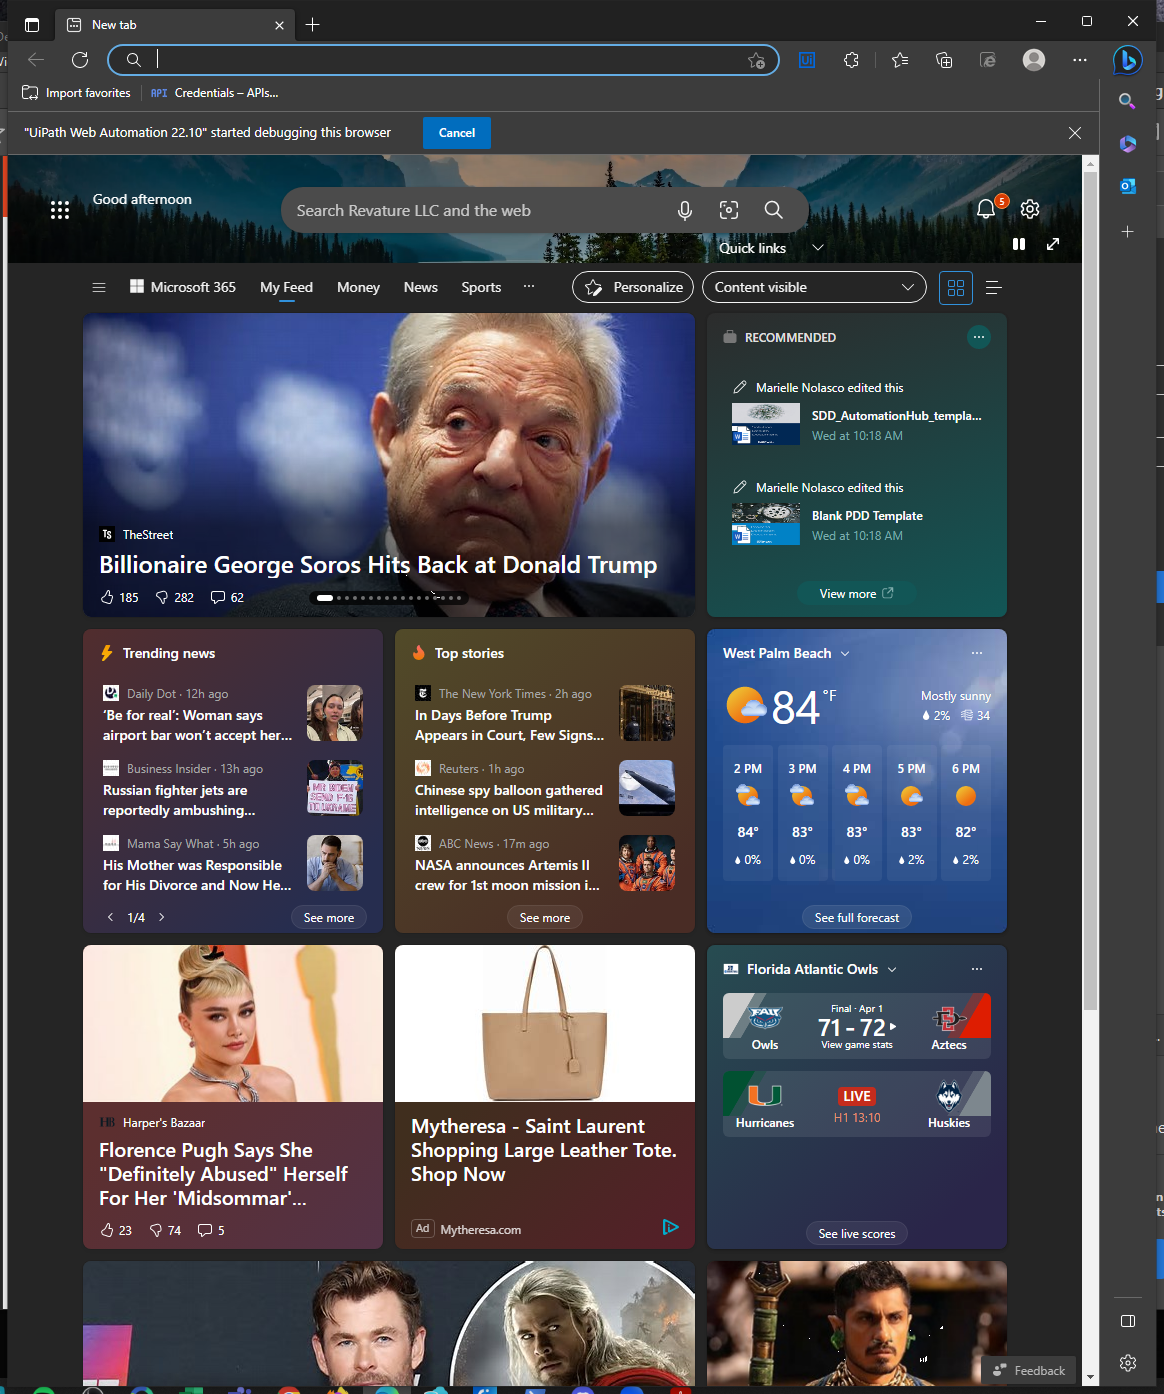 New tab
Import favorites
API Credentials – APIs...
"UiPath Web Automation 22.10" started debugging this browser
Cancel
Good afternoon
Search Revature LLC and the web
5
Quick links
Microsoft 365
My Feed
Money
News
Sports
Personalize
Content visible
TS TheStreet
Billionaire George Soros Hits Back at Donald Trump
185 282 62
RECOMMENDED
Marielle Nolasco edited this
SDD_AutomationHub_templa...
Wed at 10:18 AM
Marielle Nolasco edited this
Blank PDD Template
Wed at 10:18 AM
View more
Trending news
Daily Dot · 12h ago
‘Be for real’: Woman says
airport bar won’t accept her...
Business Insider · 13h ago
Russian fighter jets are
reportedly ambushing...
Mama Say What · 5h ago
His Mother was Responsible
for His Divorce and Now He...
1/4
See more
Top stories
The New York Times · 2h ago
In Days Before Trump
Appears in Court, Few Signs...
Reuters · 1h ago
Chinese spy balloon gathered
intelligence on US military...
ABC News · 17m ago
NASA announces Artemis II
crew for 1st moon mission i...
See more
West Palm Beach
84 °F
Mostly sunny
2% 34
2 PM 3 PM 4 PM 5 PM 6 PM
84° 83° 83° 83° 82°
0% 0% 0% 2% 2%
See full forecast
HB Harper's Bazaar
Florence Pugh Says She
"Definitely Abused" Herself
For Her 'Midsommar'...
23 74 5
Mytheresa - Saint Laurent
Shopping Large Leather Tote.
Shop Now
Ad Mytheresa.com
Florida Atlantic Owls
Final · Apr 1
71 - 72
View game stats
Owls
Aztecs
LIVE
H1 13:10
Hurricanes
Huskies
See live scores
Feedback